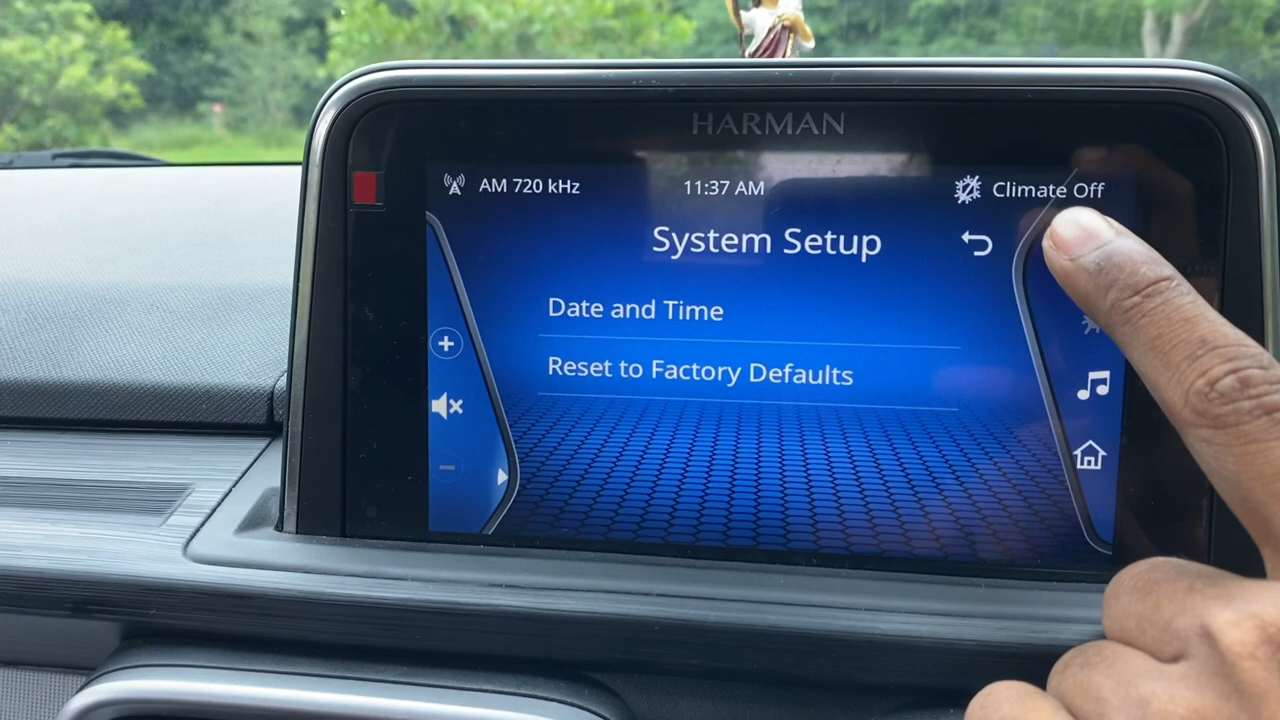 HARMAN
AM 720 kHz 11:37 AM Climate Off
System Setup
Date and Time
Reset to Factory Defaults